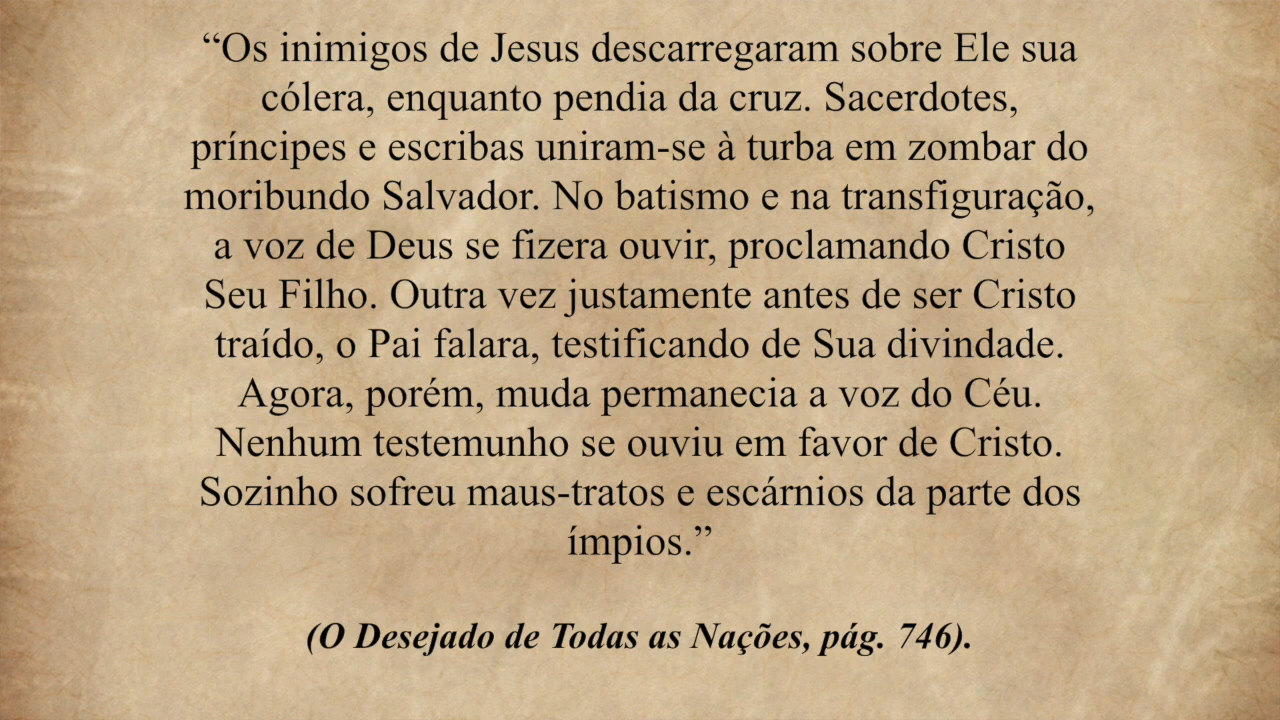 “Os inimigos de Jesus descarregaram sobre Ele sua
cólera, enquanto pendia da cruz. Sacerdotes,
príncipes e escribas uniram-se à turba em zombar do
moribundo Salvador. No batismo e na transfiguração,
a voz de Deus se fizera ouvir, proclamando Cristo
Seu Filho. Outra vez justamente antes de ser Cristo
traído, o Pai falara, testificando de Sua divindade.
Agora, porém, muda permanecia a voz do Céu.
Nenhum testemunho se ouviu em favor de Cristo.
Sozinho sofreu maus-tratos e escárnios da parte dos
ímpios.”
(O Desejado de Todas as Nações, pág. 746).